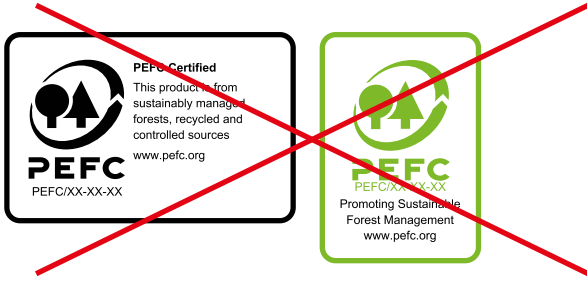 PEFC Certified
This product is from
sustainably managed
forests, recycled and
controlled sources
www.pefc.org
PEFC
PEFC/XX-XX-XX
PEFC
PEFC/XX-XX-XX
Promoting Sustainable
Forest Management
www.pefc.org